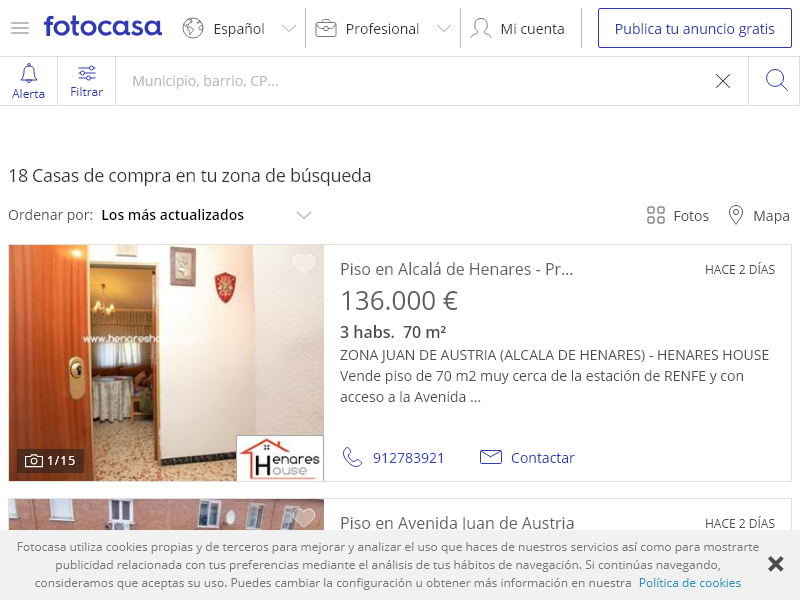 fotocasa
Español
Profesional
Mi cuenta
Publica tu anuncio gratis
Alerta
Filtrar
Municipio, barrio, CP...
18 Casas de compra en tu zona de búsqueda
Ordenar por: Los más actualizados
Fotos
Mapa
Piso en Alcalá de Henares - Pr...
HACE 2 DÍAS
136.000 €
3 habs. 70 m²
ZONA JUAN DE AUSTRIA (ALCALA DE HENARES) - HENARES HOUSE
Vende piso de 70 m2 muy cerca de la estación de RENFE y con
acceso a la Avenida ...
912783921
Contactar
1/15
Henares
House
Piso en Avenida Juan de Austria
HACE 2 DÍAS
Fotocasa utiliza cookies propias y de terceros para mejorar y analizar el uso que haces de nuestros servicios así como para mostrarte
publicidad relacionada con tus preferencias mediante el análisis de tus hábitos de navegación. Si continúas navegando,
consideramos que aceptas su uso. Puedes cambiar la configuración u obtener más información en nuestra Política de cookies